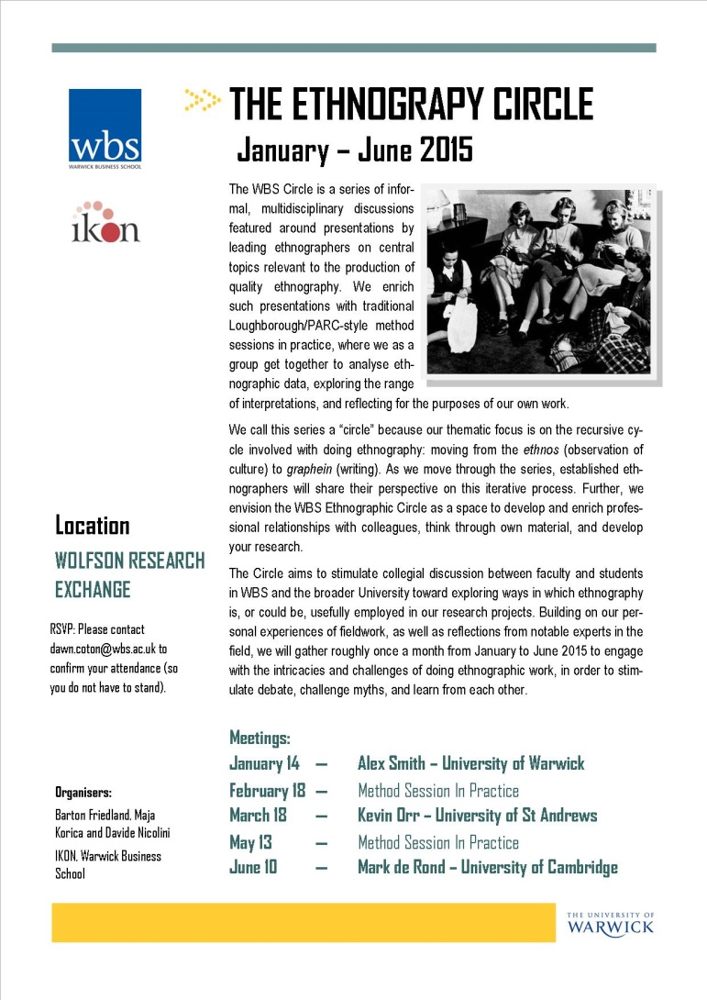 THE ETHNOGRAPY CIRCLE
January – June 2015
wbs
WARWICK BUSINESS SCHOOL
ikon
The WBS Circle is a series of infor-
mal, multidisciplinary discussions
featured around presentations by
leading ethnographers on central
topics relevant to the production of
quality ethnography. We enrich
such presentations with traditional
Loughborough/PARC-style method
sessions in practice, where we as a
group get together to analyse eth-
nographic data, exploring the range
of interpretations, and reflecting for the purposes of our own work.
We call this series a “circle” because our thematic focus is on the recursive cy-
cle involved with doing ethnography: moving from the ethnos (observation of
culture) to graphein (writing). As we move through the series, established eth-
nographers will share their perspective on this iterative process. Further, we
envision the WBS Ethnographic Circle as a space to develop and enrich profes-
sional relationships with colleagues, think through own material, and develop
your research.
The Circle aims to stimulate collegial discussion between faculty and students
in WBS and the broader University toward exploring ways in which ethnography
is, or could be, usefully employed in our research projects. Building on our per-
sonal experiences of fieldwork, as well as reflections from notable experts in the
field, we will gather roughly once a month from January to June 2015 to engage
with the intricacies and challenges of doing ethnographic work, in order to stim-
ulate debate, challenge myths, and learn from each other.
Location
WOLFSON RESEARCH
EXCHANGE
RSVP: Please contact
dawn.coton@wbs.ac.uk to
confirm your attendance (so
you do not have to stand).
Meetings:
January 14 — Alex Smith – University of Warwick
February 18 — Method Session In Practice
March 18 — Kevin Orr – University of St Andrews
May 13 — Method Session In Practice
June 10 — Mark de Rond – University of Cambridge
Organisers:
Barton Friedland, Maja
Korica and Davide Nicolini
IKON, Warwick Business
School
THE UNIVERSITY OF
WARWICK